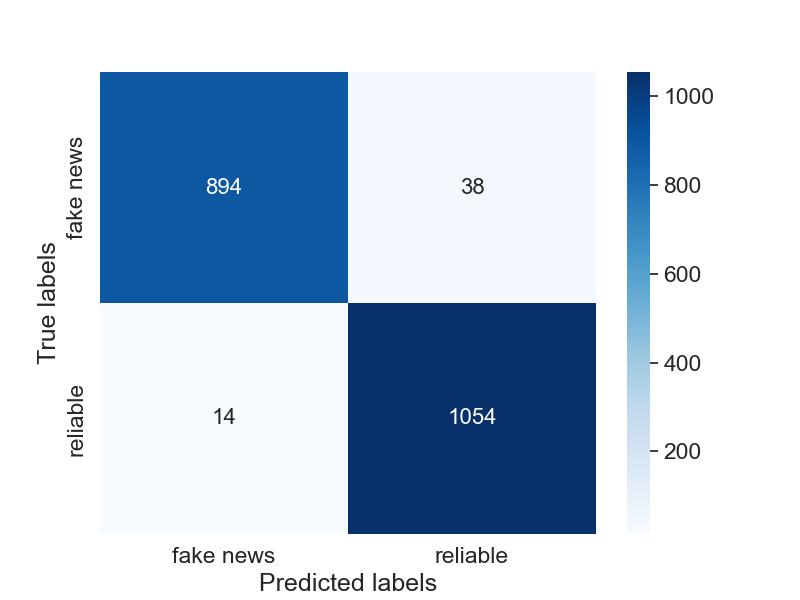 True labels
fake news
reliable
894
38
14
1054
fake news
reliable
Predicted labels
1000
800
600
400
200